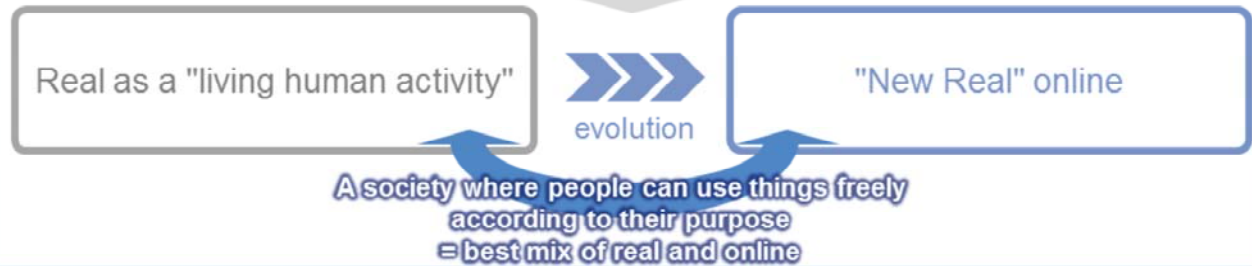 Real as a "living human activity"
evolution
"New Real" online
A society where people can use things freely
according to their purpose
= best mix of real and online